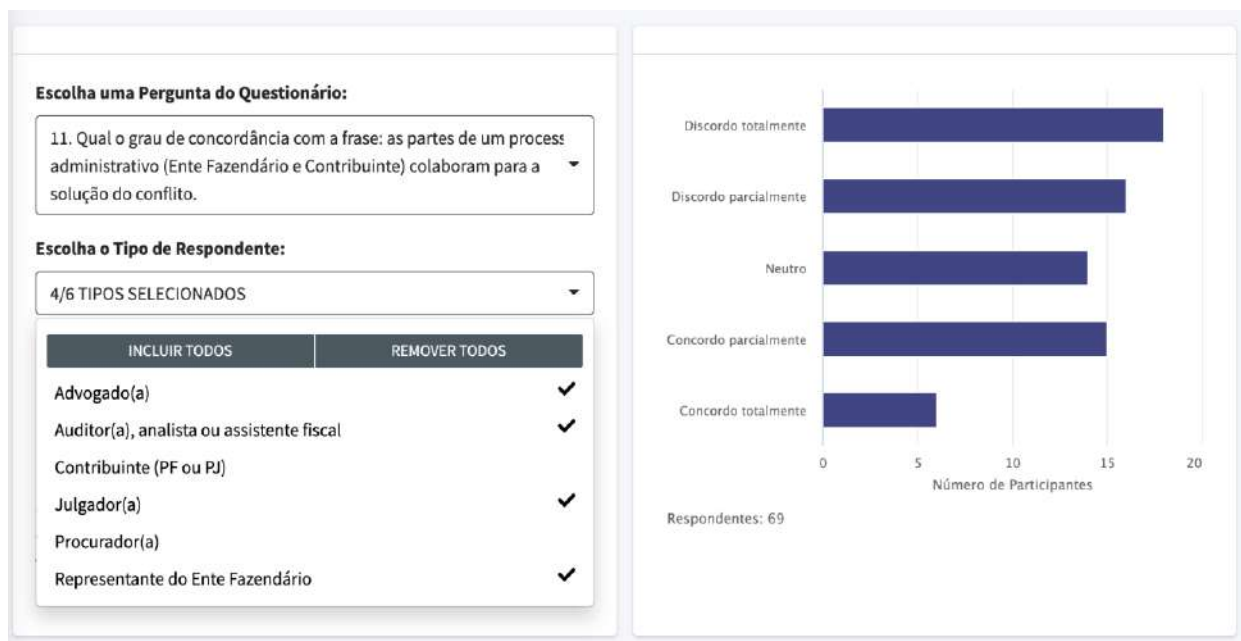 Escolha uma Pergunta do Questionário:
11. Qual o grau de concordância com a frase: as partes de um process
administrativo (Ente Fazendário e Contribuinte) colaboram para a
solução do conflito.
Escolha o Tipo de Respondente:
4/6 TIPOS SELECIONADOS
INCLUIR TODOS
REMOVER TODOS
Advogado(a)
Auditor(a), analista ou assistente fiscal
Contribuinte (PF ou PJ)
Julgador(a)
Procurador(a)
Representante do Ente Fazendário
Discordo totalmente
Discordo parcialmente
Neutro
Concordo parcialmente
Concordo totalmente
0 5 10 15 20
Número de Participantes
Respondentes: 69